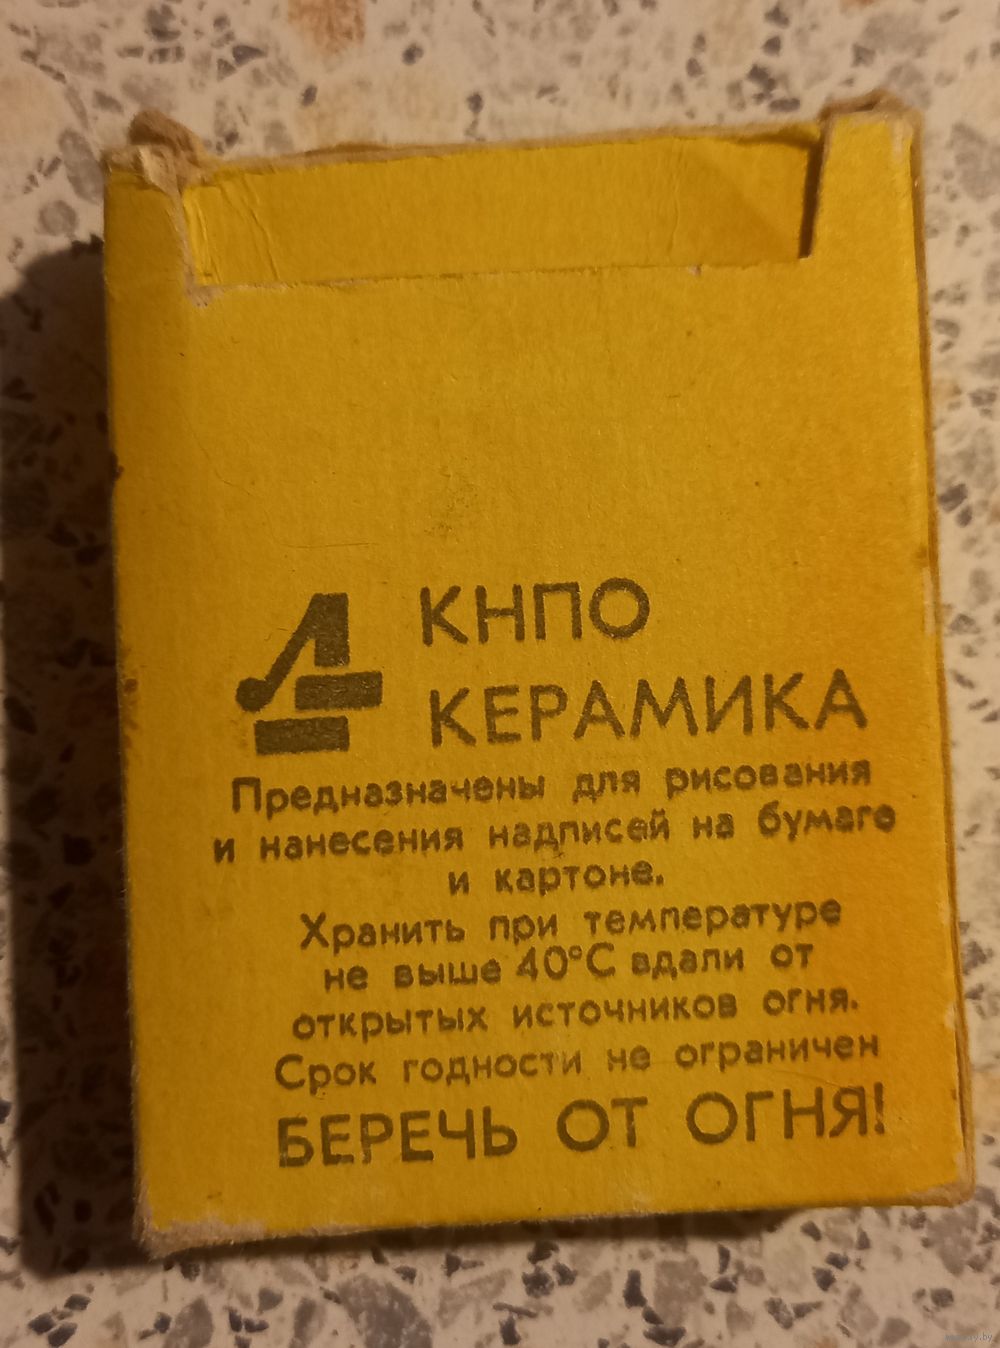 КНПО
КЕРАМИКА
Предназначены для рисования
и нанесения надписей на бумаге
и картоне.
Хранить при температуре
не выше 40°С вдали от
открытых источников огня.
Срок годности не ограничен
БЕРЕЧЬ ОТ ОГНЯ!